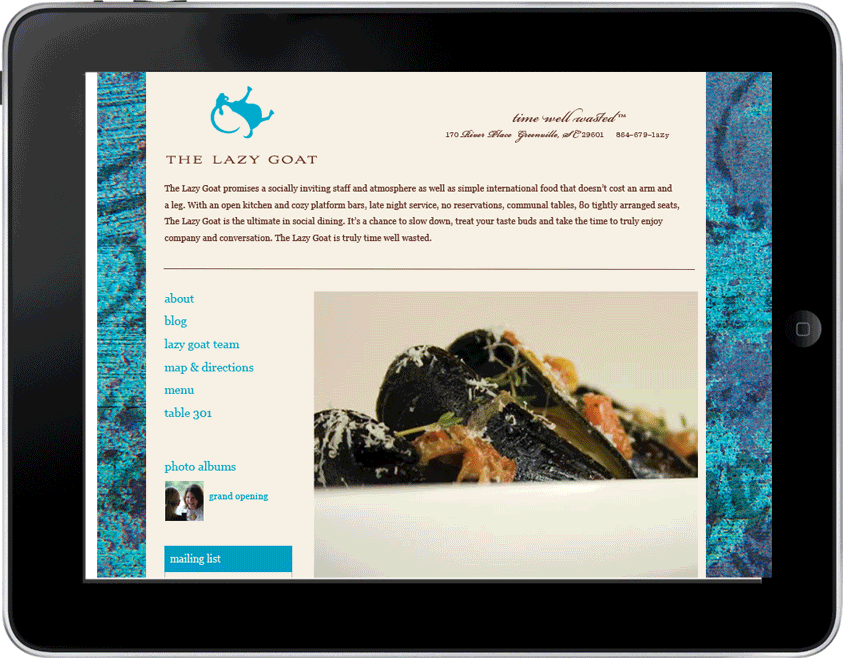 time well wasted™
170 River Place Greenville, SC 29601 864-679-lazy
THE LAZY GOAT
The Lazy Goat promises a socially inviting staff and atmosphere as well as simple international food that doesn't cost an arm and
a leg. With an open kitchen and cozy platform bars, late night service, no reservations, communal tables, 80 tightly arranged seats,
The Lazy Goat is the ultimate in social dining. It's a chance to slow down, treat your taste buds and take the time to truly enjoy
company and conversation. The Lazy Goat is truly time well wasted.
about
blog
lazy goat team
map & directions
menu
table 301
photo albums
grand opening
mailing list